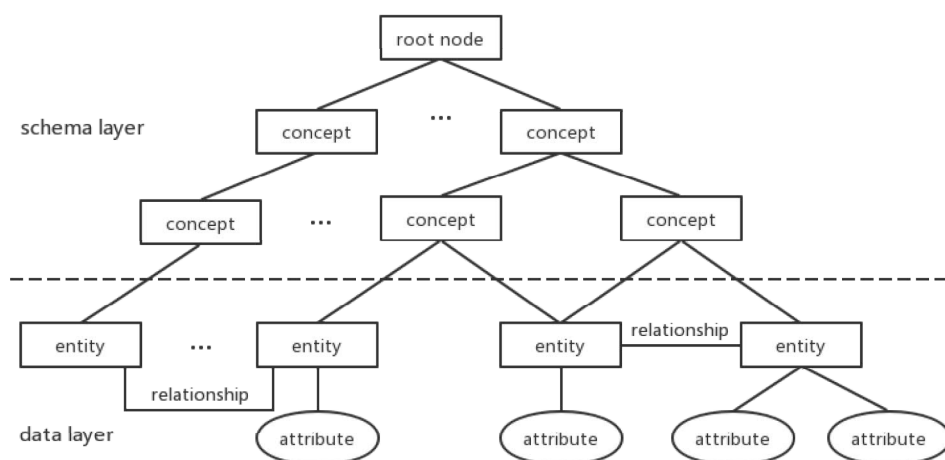 root node
schema layer
concept
...
concept
concept
...
concept
concept
entity
...
entity
entity
relationship
entity
relationship
data layer
attribute
attribute
attribute
attribute